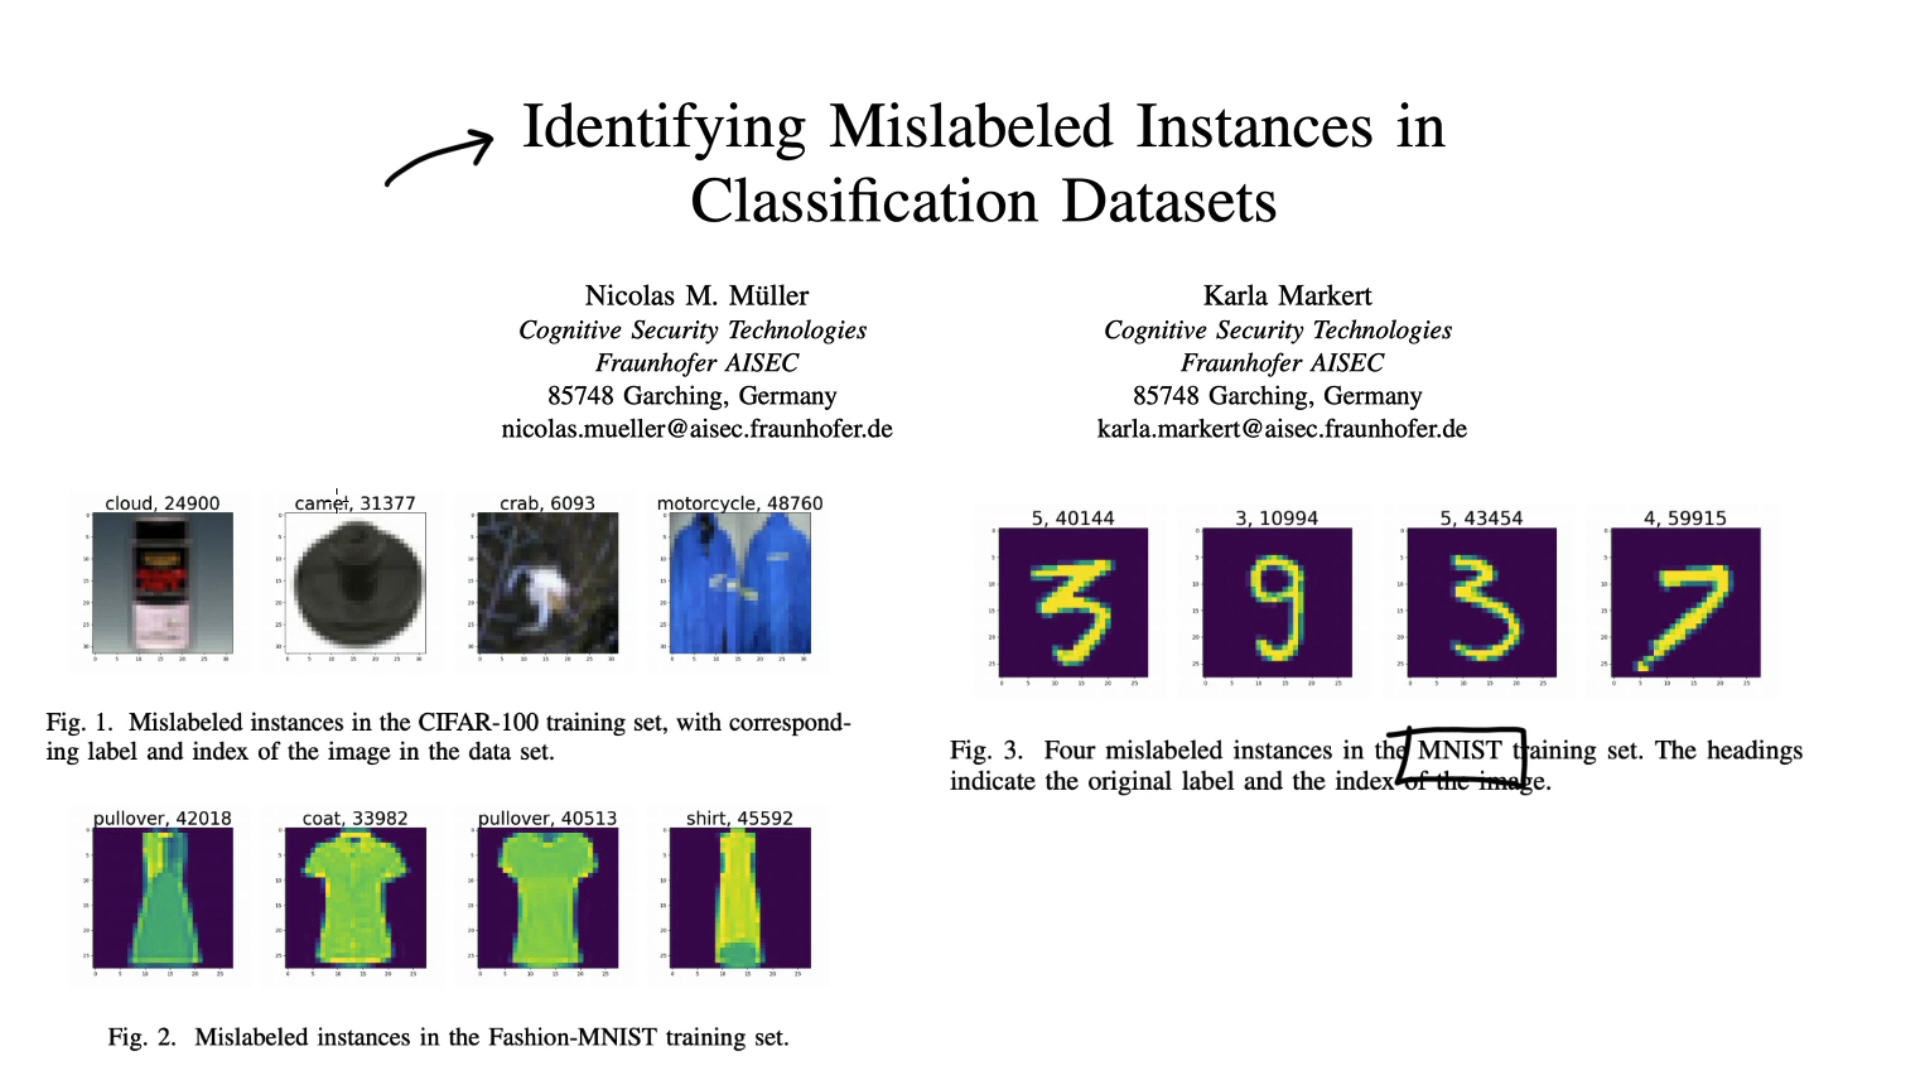 Identifying Mislabeled Instances in
Classification Datasets
Nicolas M. Müller
Cognitive Security Technologies
Fraunhofer AISEC
85748 Garching, Germany
nicolas.mueller@aisec.fraunhofer.de
Karla Markert
Cognitive Security Technologies
Fraunhofer AISEC
85748 Garching, Germany
karla.markert@aisec.fraunhofer.de
cloud, 24900
camel, 31377
crab, 6093
motorcycle, 48760
Fig. 1. Mislabeled instances in the CIFAR-100 training set, with correspond-
ing label and index of the image in the data set.
pullover, 42018
coat, 33982
pullover, 40513
shirt, 45592
Fig. 2. Mislabeled instances in the Fashion-MNIST training set.
5, 40144
3, 10994
5, 43454
4, 59915
3
9
3
7
Fig. 3. Four mislabeled instances in the MNIST training set. The headings
indicate the original label and the index of the image.